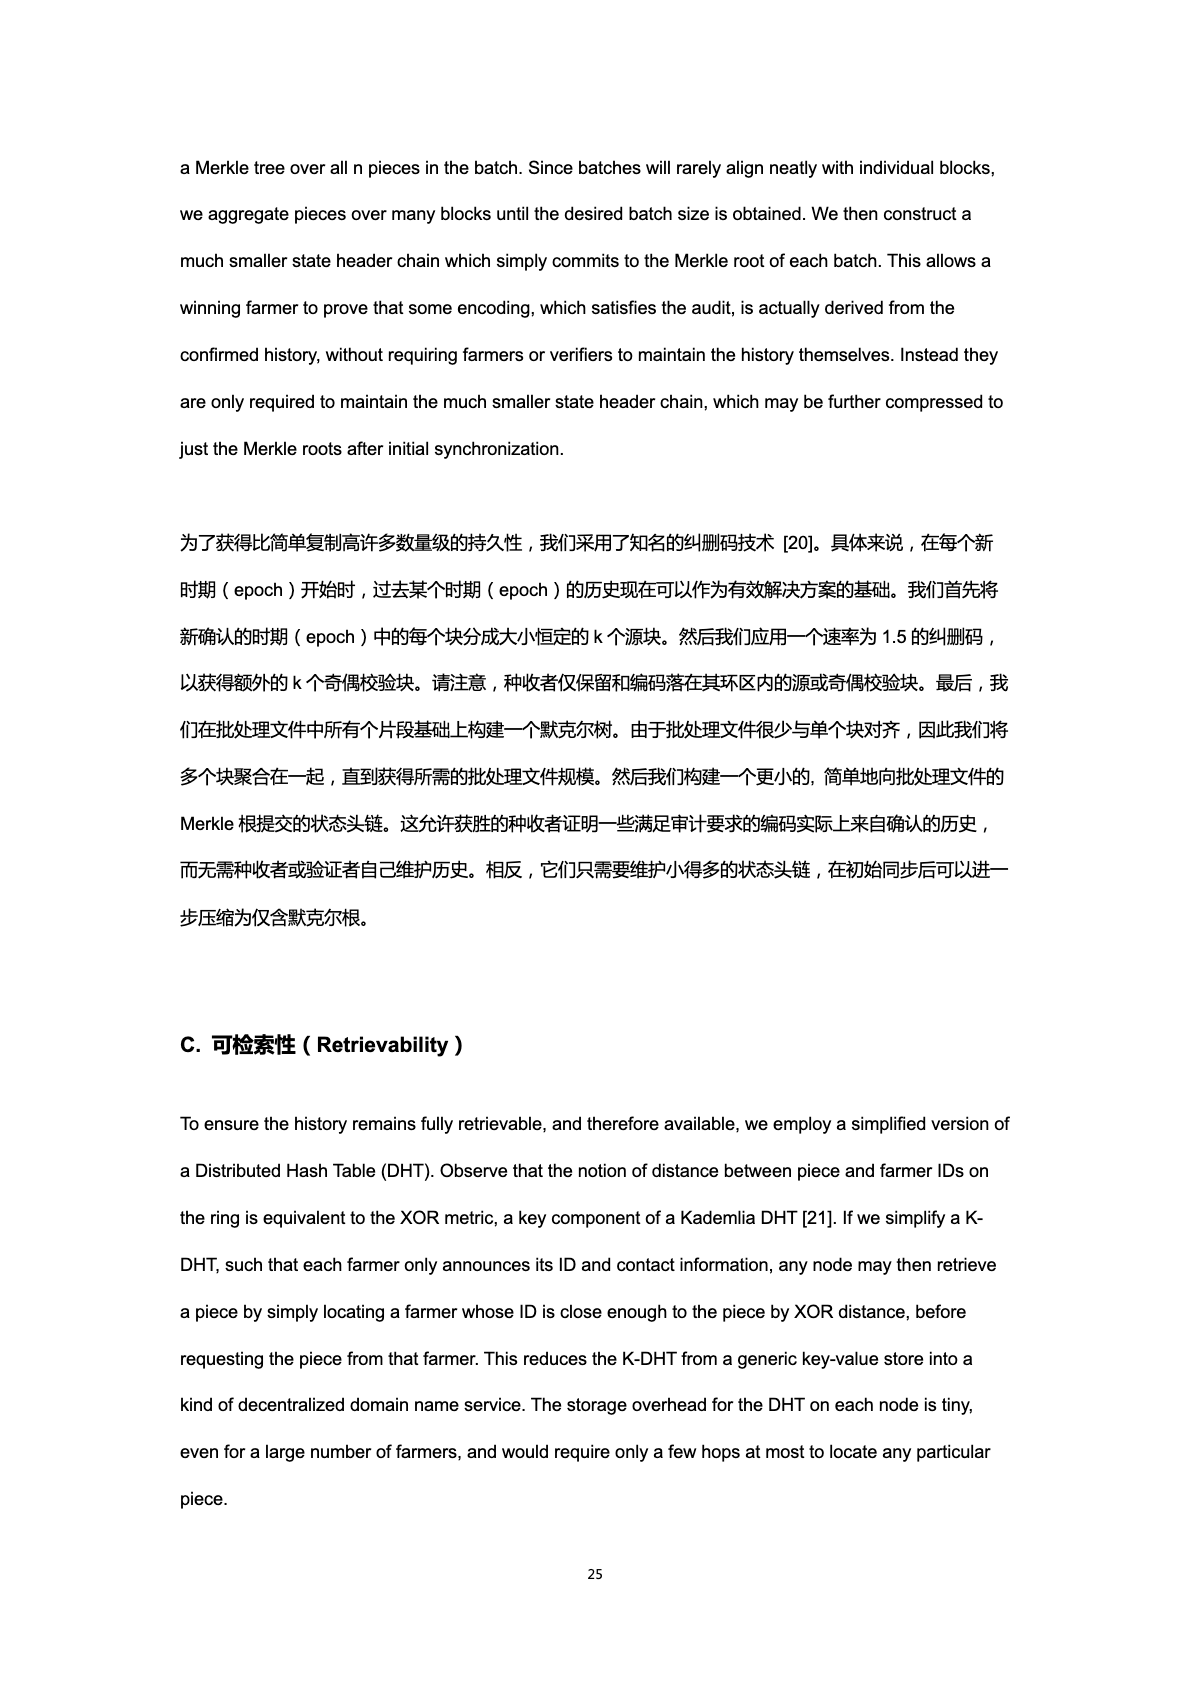 a Merkle tree over all n pieces in the batch. Since batches will rarely align neatly with individual blocks,
we aggregate pieces over many blocks until the desired batch size is obtained. We then construct a
much smaller state header chain which simply commits to the Merkle root of each batch. This allows a
winning farmer to prove that some encoding, which satisfies the audit, is actually derived from the
confirmed history, without requiring farmers or verifiers to maintain the history themselves. Instead they
are only required to maintain the much smaller state header chain, which may be further compressed to
just the Merkle roots after initial synchronization.
为了获得比简单复制高许多数量级的持久性，我们采用了知名的纠删码技术 [20]。具体来说，在每个新
时期（epoch）开始时，过去某个时期（epoch）的历史现在可以作为有效解决方案的基础。我们首先将
新确认的时期（epoch）中的每个块分成大小恒定的 k 个源块。然后我们应用一个速率为 1.5 的纠删码，
以获得额外的 k 个奇偶校验块。请注意，种收者仅保留和编码落在其环区内的源或奇偶校验块。最后，我
们在批处理文件中所有个片段基础上构建一个默克尔树。由于批处理文件很少与单个块对齐，因此我们将
多个块聚合在一起，直到获得所需的批处理文件规模。然后我们构建一个更小的, 简单地向批处理文件的
Merkle 根提交的状态头链。这允许获胜的种收者证明一些满足审计要求的编码实际上来自确认的历史，
而无需种收者或验证者自己维护历史。相反，它们只需要维护小得多的状态头链，在初始同步后可以进一
步压缩为仅含默克尔根。
C. 可检索性（Retrievability）
To ensure the history remains fully retrievable, and therefore available, we employ a simplified version of
a Distributed Hash Table (DHT). Observe that the notion of distance between piece and farmer IDs on
the ring is equivalent to the XOR metric, a key component of a Kademlia DHT [21]. If we simplify a K-
DHT, such that each farmer only announces its ID and contact information, any node may then retrieve
a piece by simply locating a farmer whose ID is close enough to the piece by XOR distance, before
requesting the piece from that farmer. This reduces the K-DHT from a generic key-value store into a
kind of decentralized domain name service. The storage overhead for the DHT on each node is tiny,
even for a large number of farmers, and would require only a few hops at most to locate any particular
piece.
25